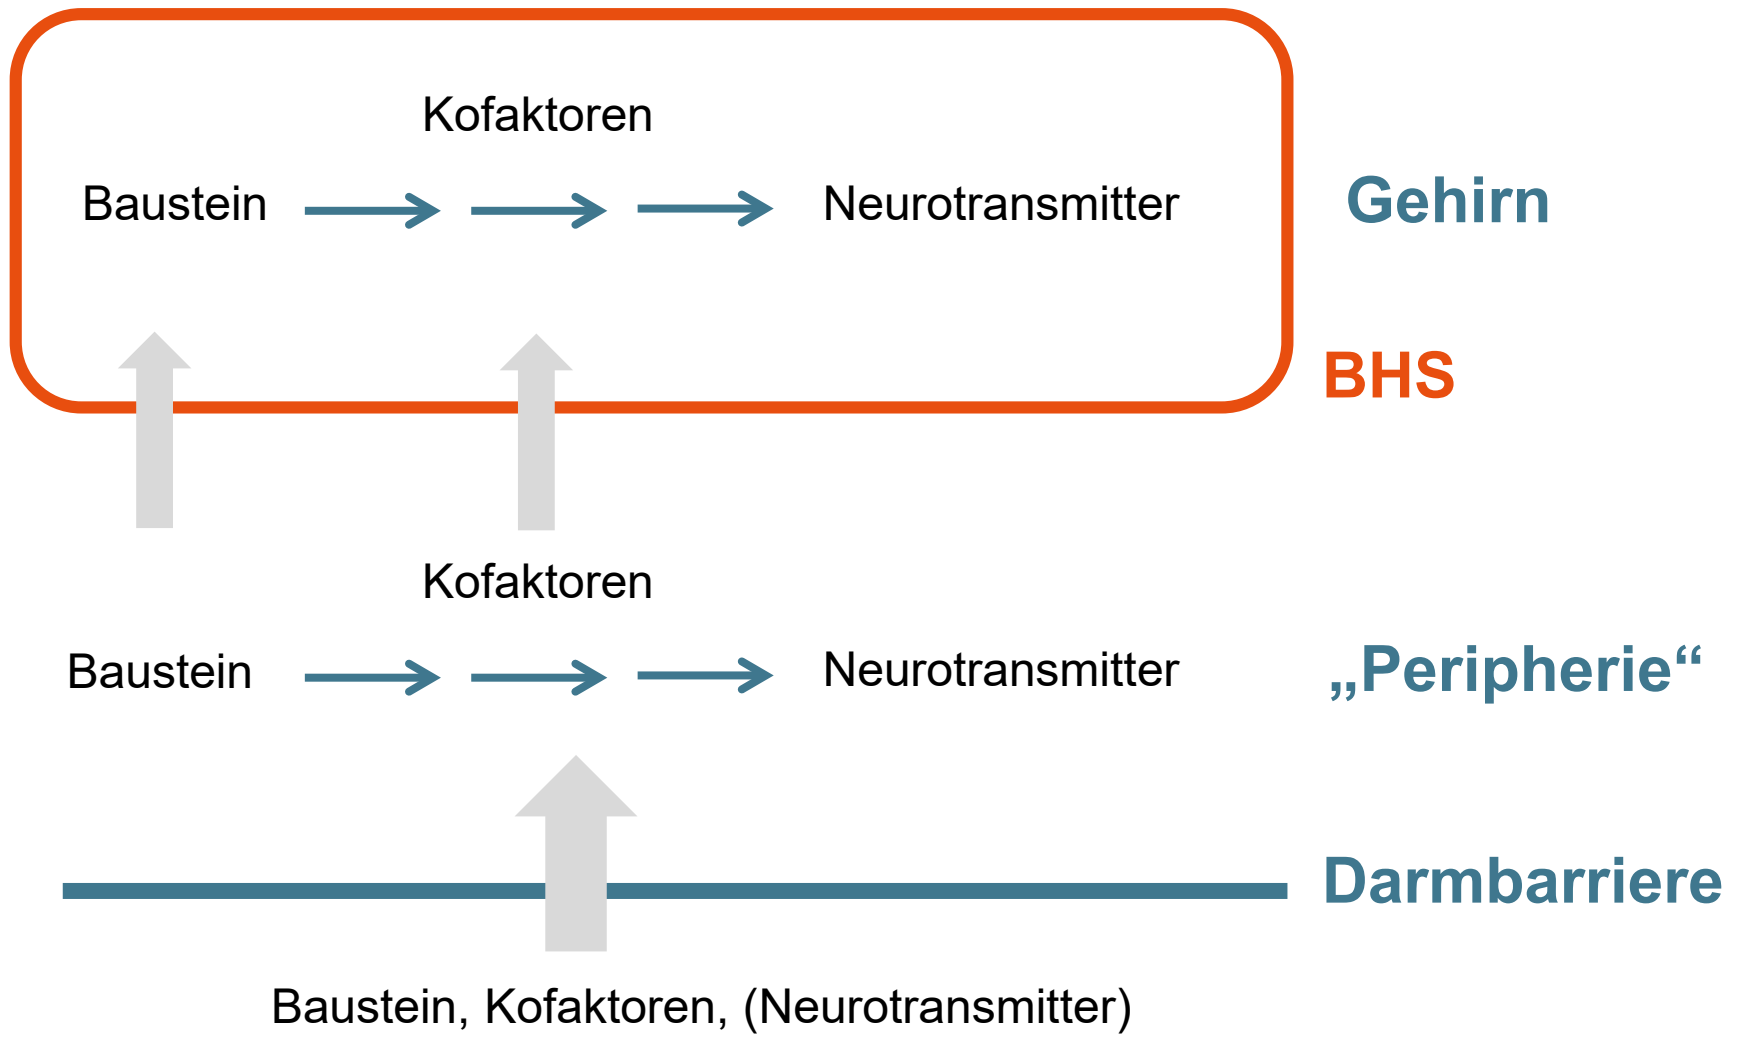 Kofaktoren
Baustein
Neurotransmitter
Gehirn
BHS
Kofaktoren
Baustein
Neurotransmitter
„Peripherie“
Darmbarriere
Baustein, Kofaktoren, (Neurotransmitter)